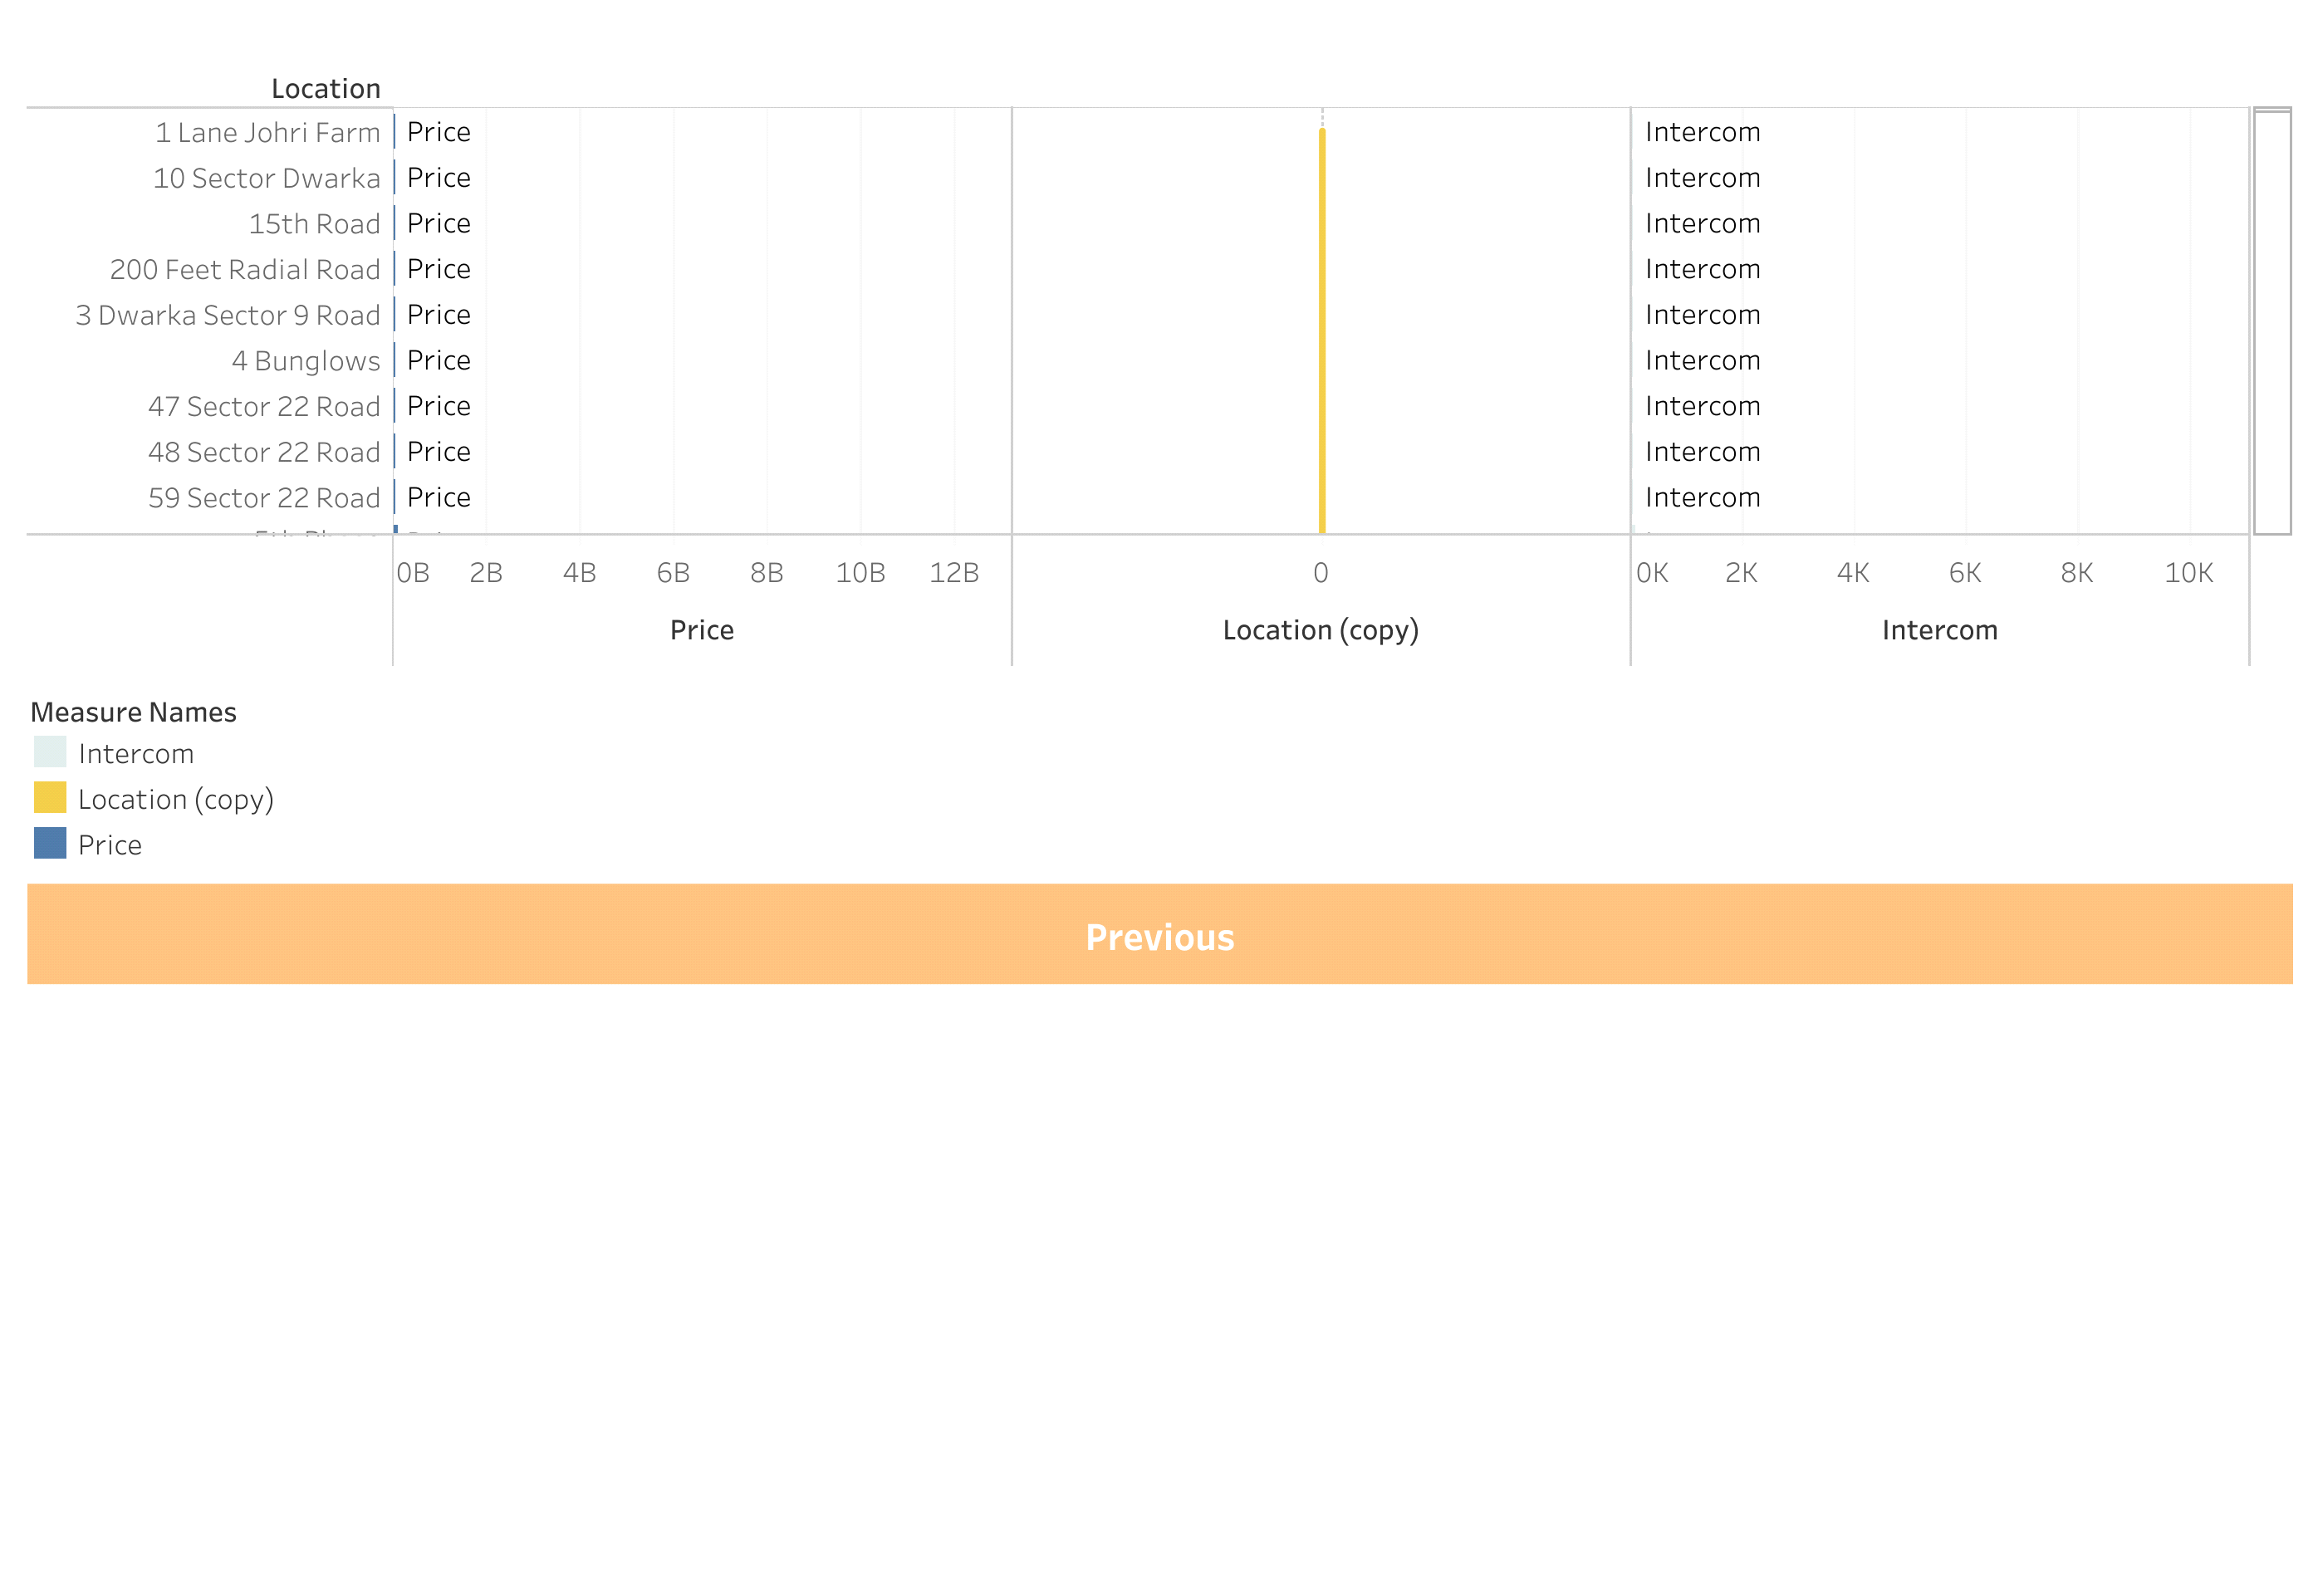 Location
1 Lane Johri Farm Price Intercom
10 Sector Dwarka Price Intercom
15th Road Price Intercom
200 Feet Radial Road Price Intercom
3 Dwarka Sector 9 Road Price Intercom
4 Bunglows Price Intercom
47 Sector 22 Road Price Intercom
48 Sector 22 Road Price Intercom
59 Sector 22 Road Price Intercom
0B 2B 4B 6B 8B 10B 12B 0 0K 2K 4K 6K 8K 10K
Price Location (copy) Intercom
Measure Names
Intercom
Location (copy)
Price
Previous